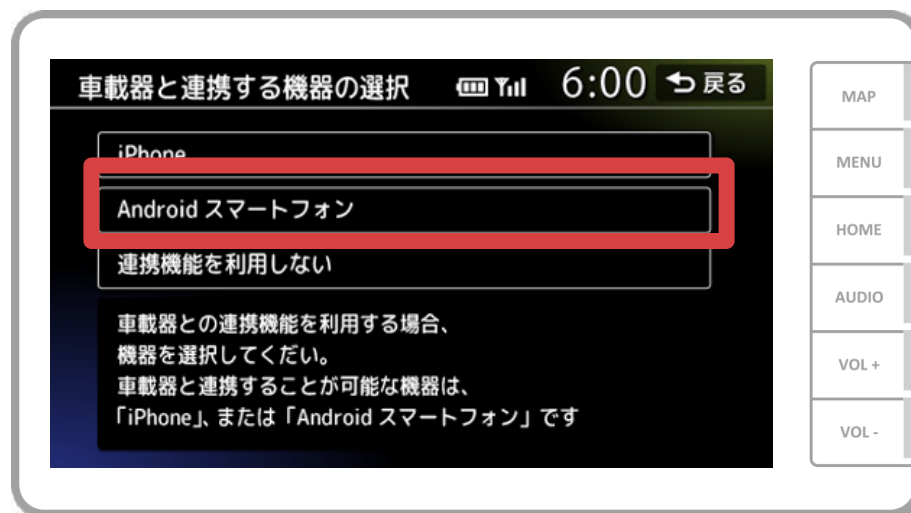 車載器と連携する機器の選択 6:00 戻る
iPhone
Android スマートフォン
連携機能を利用しない
車載器との連携機能を利用する場合、
機器を選択してくだい。
車載器と連携することが可能な機器は、
「iPhone」、または「Android スマートフォン」です
MAP
MENU
HOME
AUDIO
VOL +
VOL -